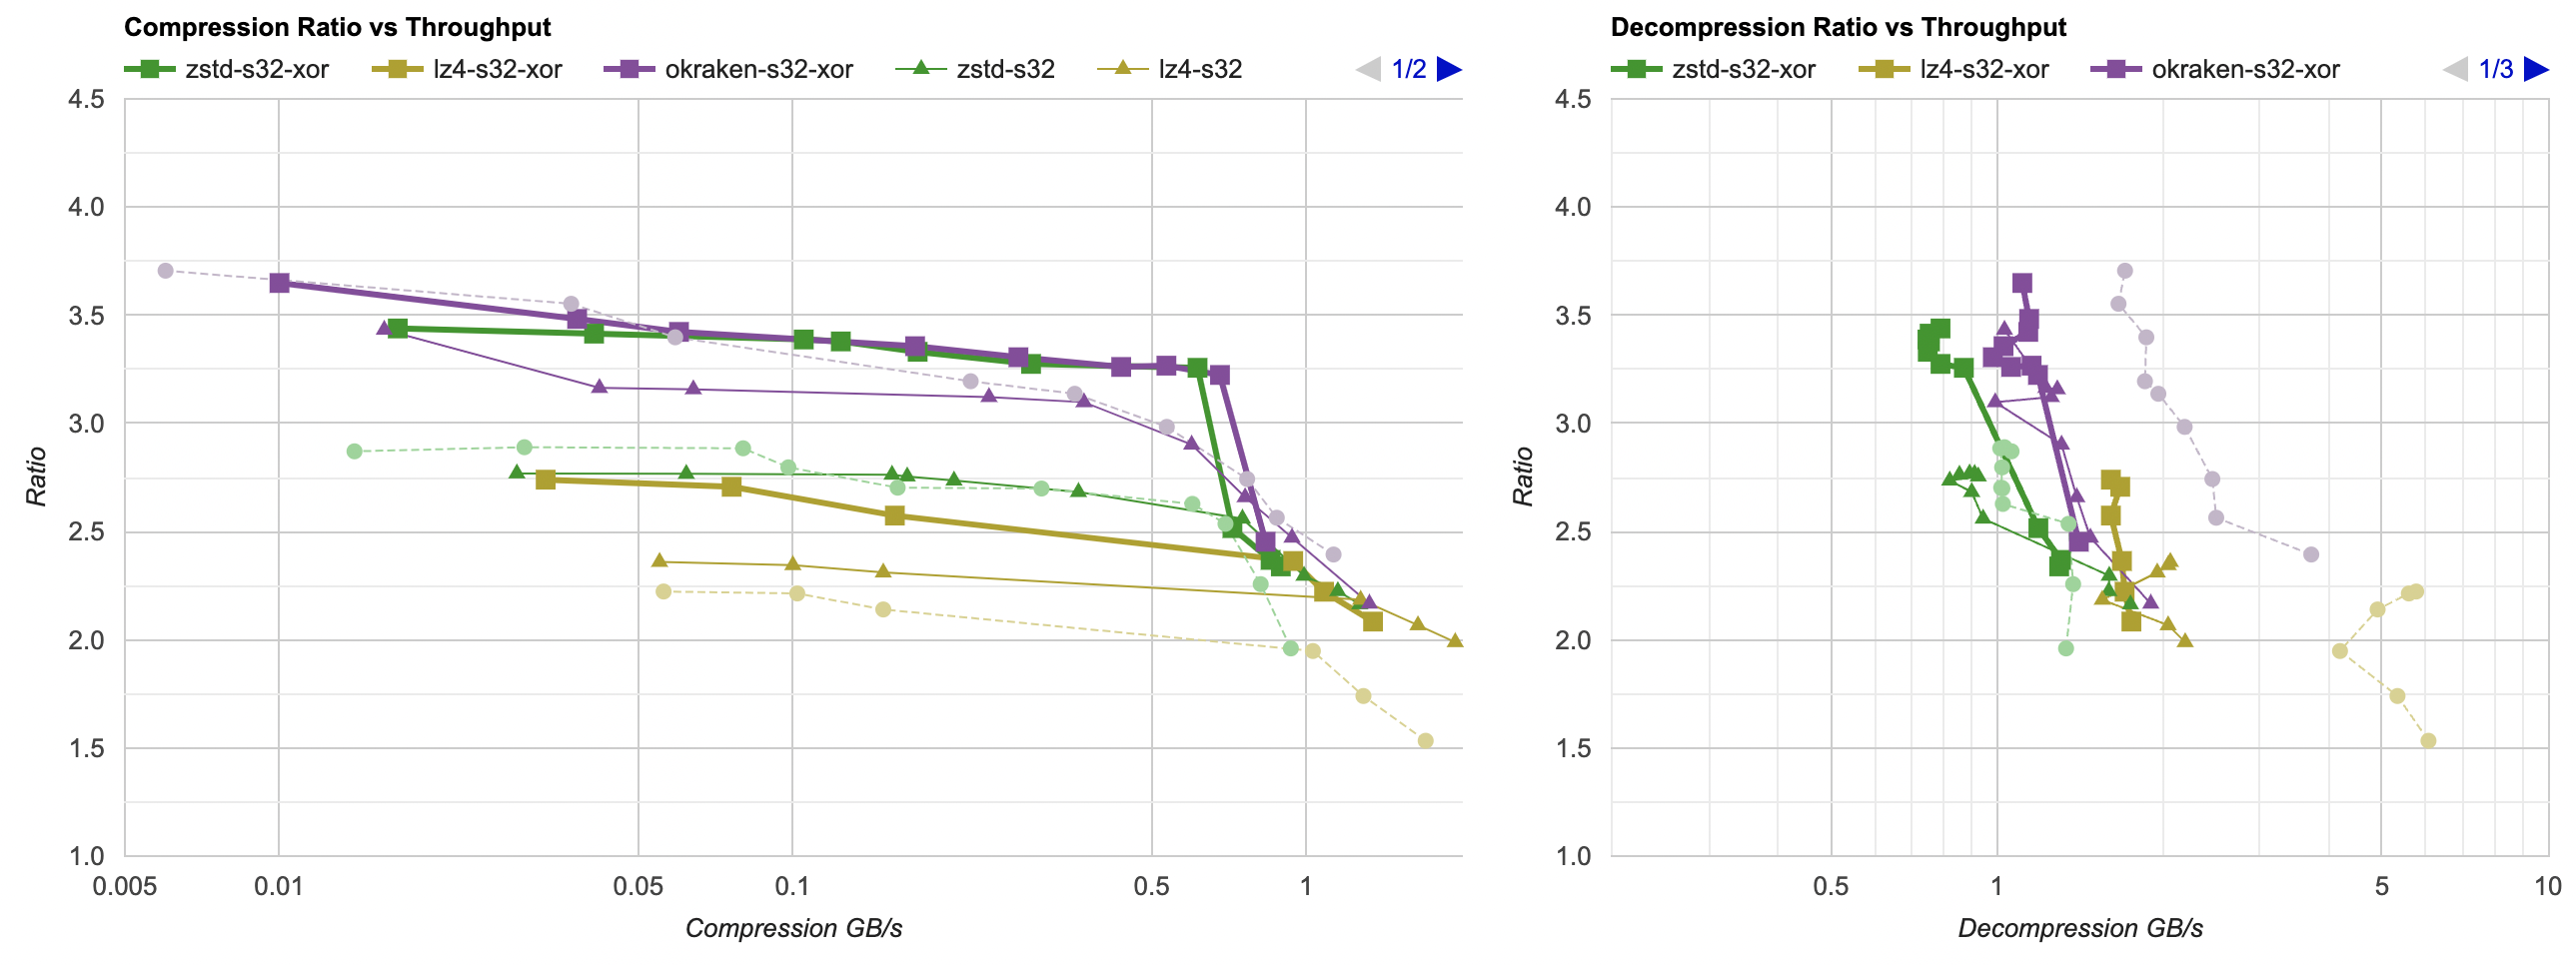 Compression Ratio vs Throughput
zstd-s32-xor lz4-s32-xor okraken-s32-xor zstd-s32 lz4-s32 1/2
4.5
4.0
3.5
3.0
2.5
2.0
1.5
1.0
Ratio
0.005 0.01 0.05 0.1 0.5 1
Compression GB/s
Decompression Ratio vs Throughput
zstd-s32-xor lz4-s32-xor okraken-s32-xor 1/3
4.5
4.0
3.5
3.0
2.5
2.0
1.5
1.0
Ratio
0.5 1 5 10
Decompression GB/s